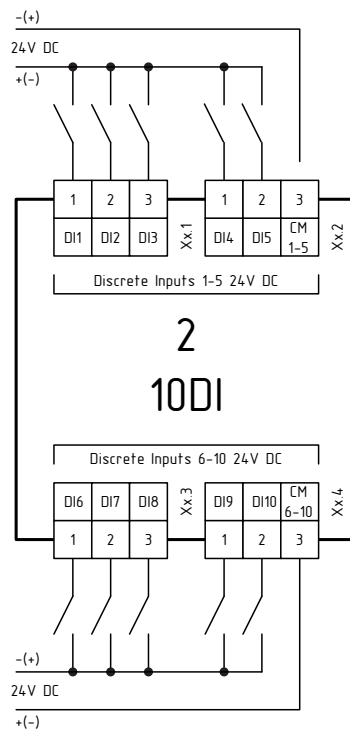 -(+)
24V DC
+(-)
1 2 3 1 2 3
DI1 DI2 DI3 Xx.1 DI4 DI5 CM 1-5 Xx.2
Discrete Inputs 1-5 24V DC
2
10DI
Discrete Inputs 6-10 24V DC
DI6 DI7 DI8 Xx.3 DI9 DI10 CM 6-10 Xx.4
1 2 3 1 2 3
-(+)
24V DC
+(-)